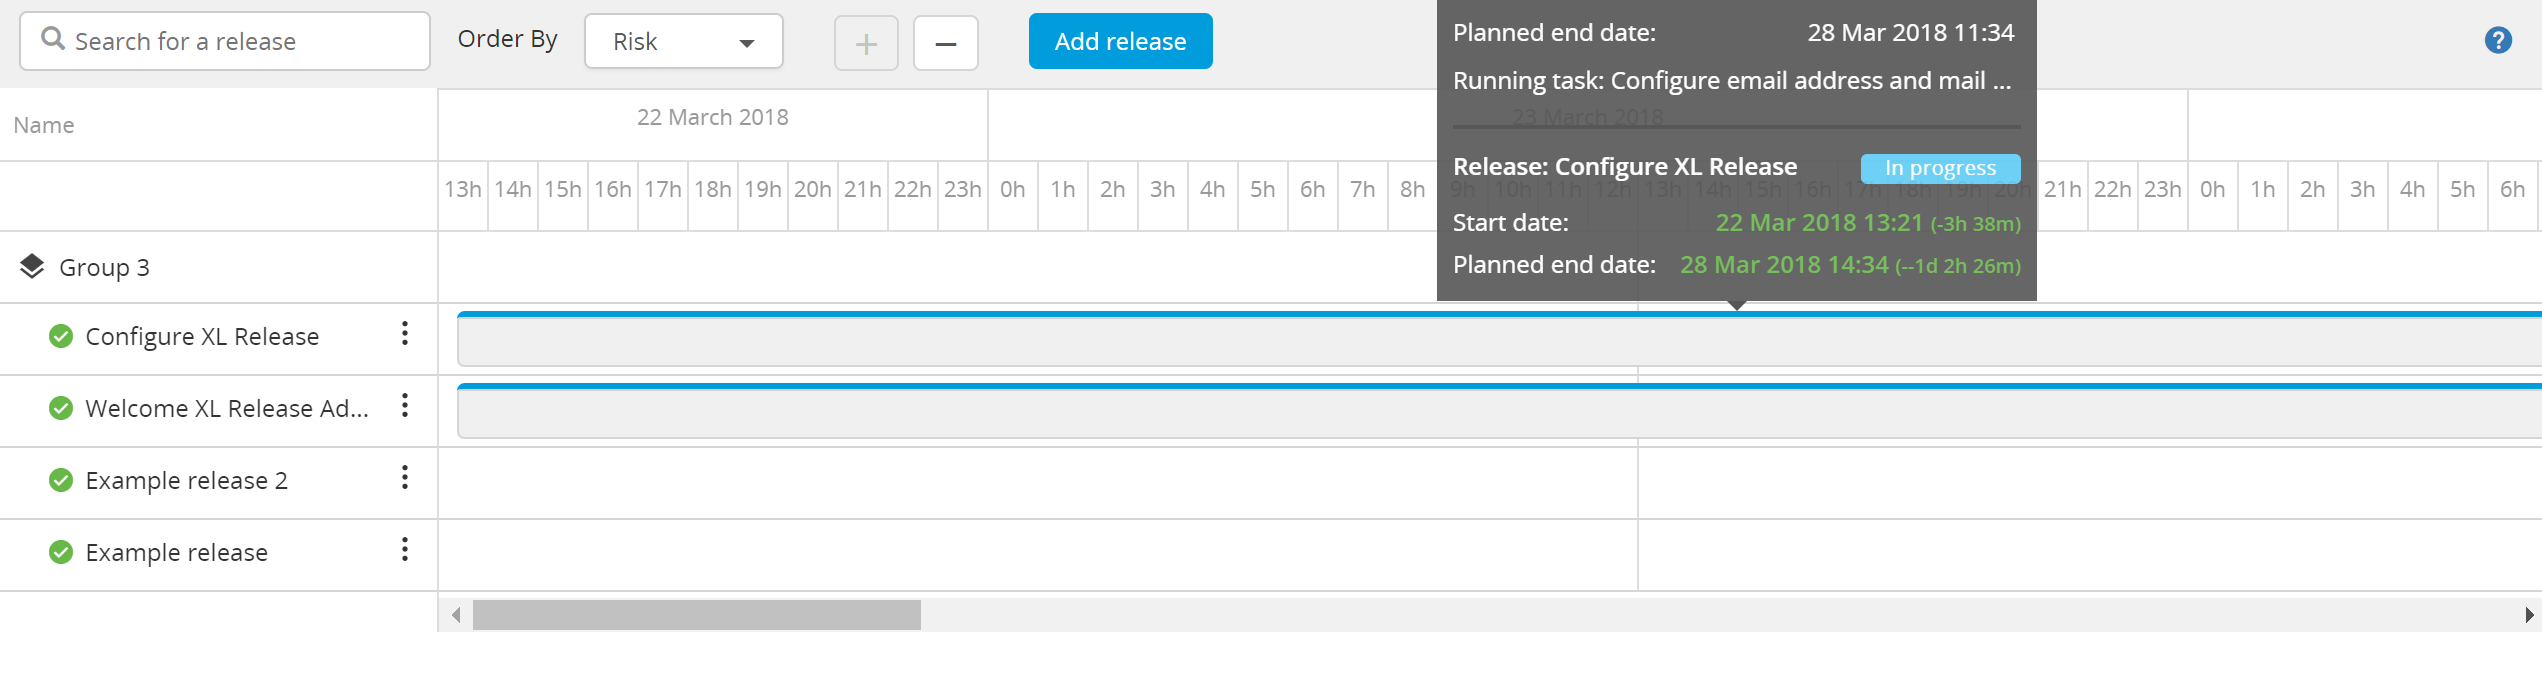 Search for a release
Order By
Risk
+
−
Add release
?
Planned end date: 28 Mar 2018 11:34
Running task: Configure email address and mail ...
Release: Configure XL Release In progress
Start date: 22 Mar 2018 13:21 (-3h 38m)
Planned end date: 28 Mar 2018 14:34 (--1d 2h 26m)
Name
22 March 2018
23 March 2018
13h 14h 15h 16h 17h 18h 19h 20h 21h 22h 23h 0h 1h 2h 3h 4h 5h 6h 7h 8h 9h 10h 11h 12h 13h 14h 15h 16h 17h 18h 19h 20h 21h 22h 23h 0h 1h 2h 3h 4h 5h 6h
Group 3
Configure XL Release
Welcome XL Release Ad...
Example release 2
Example release